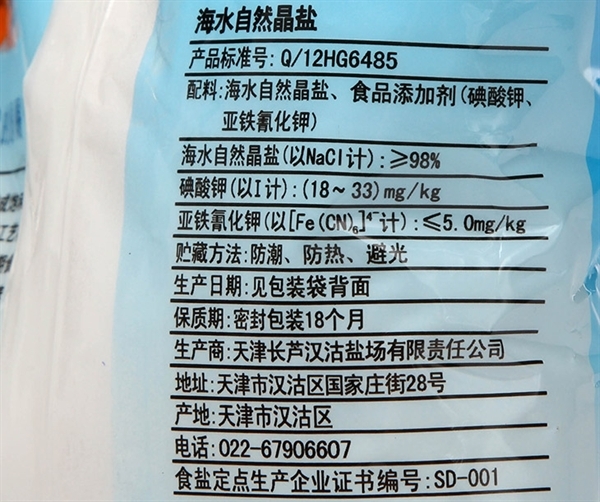 海水自然晶盐
产品标准号:Q/12HG6485
配料:海水自然晶盐、食品添加剂(碘酸钾、
亚铁氰化钾)
海水自然晶盐(以NaCl计):≥98%
碘酸钾(以I计):(18~33)mg/kg
亚铁氰化钾(以[Fe(CN)₆]⁴⁻计):≤5.0mg/kg
贮藏方法:防潮、防热、避光
生产日期:见包装袋背面
保质期:密封包装18个月
生产商:天津长芦汉沽盐场有限责任公司
地址:天津市汉沽区国家庄街28号
产地:天津市汉沽区
电话:022-67906607
食盐定点生产企业证书编号:SD-001